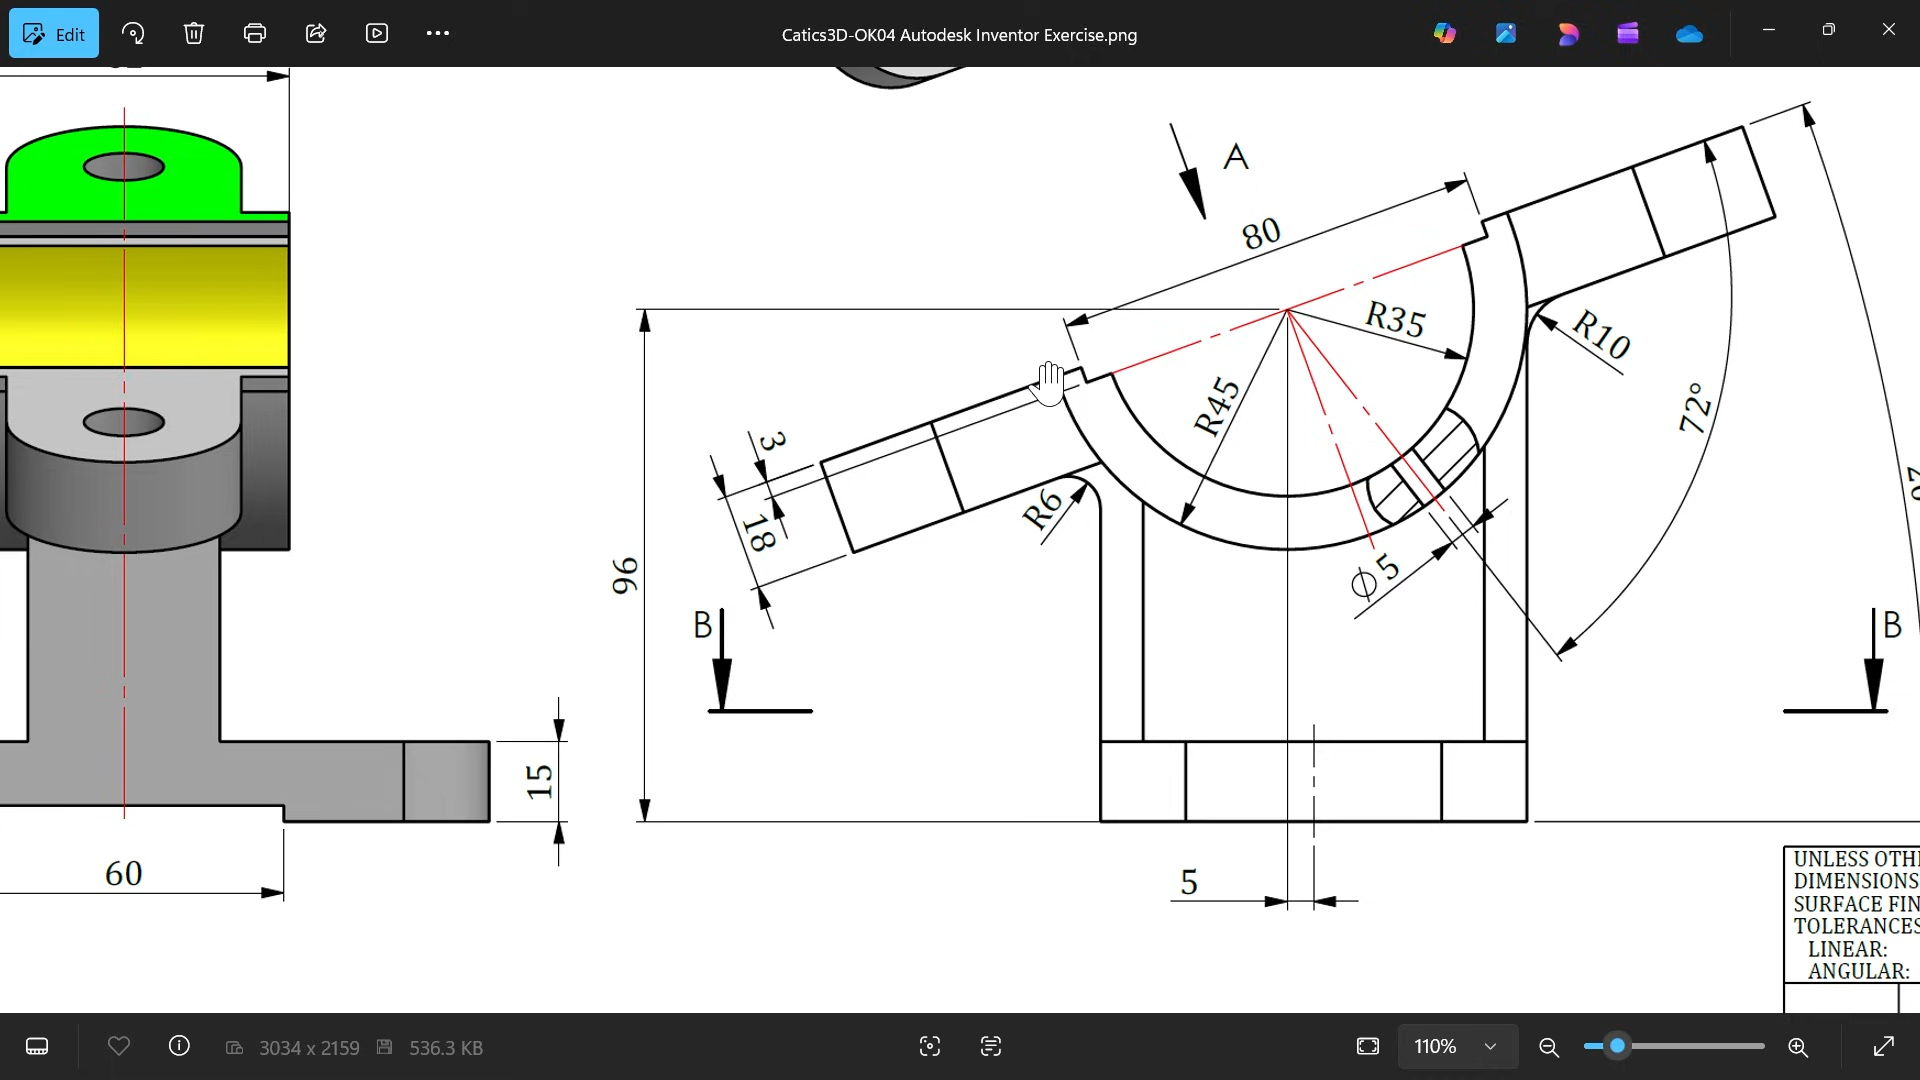 Edit
Catics3D-OK04 Autodesk Inventor Exercise.png
A
80
R35
R10
R45
72°
3
18
R6
96
Ø 5
B
B
15
60
5
UNLESS OTH
DIMENSIONS
SURFACE FIN
TOLERANCES
LINEAR:
ANGULAR:
3034 x 2159
536.3 KB
110%